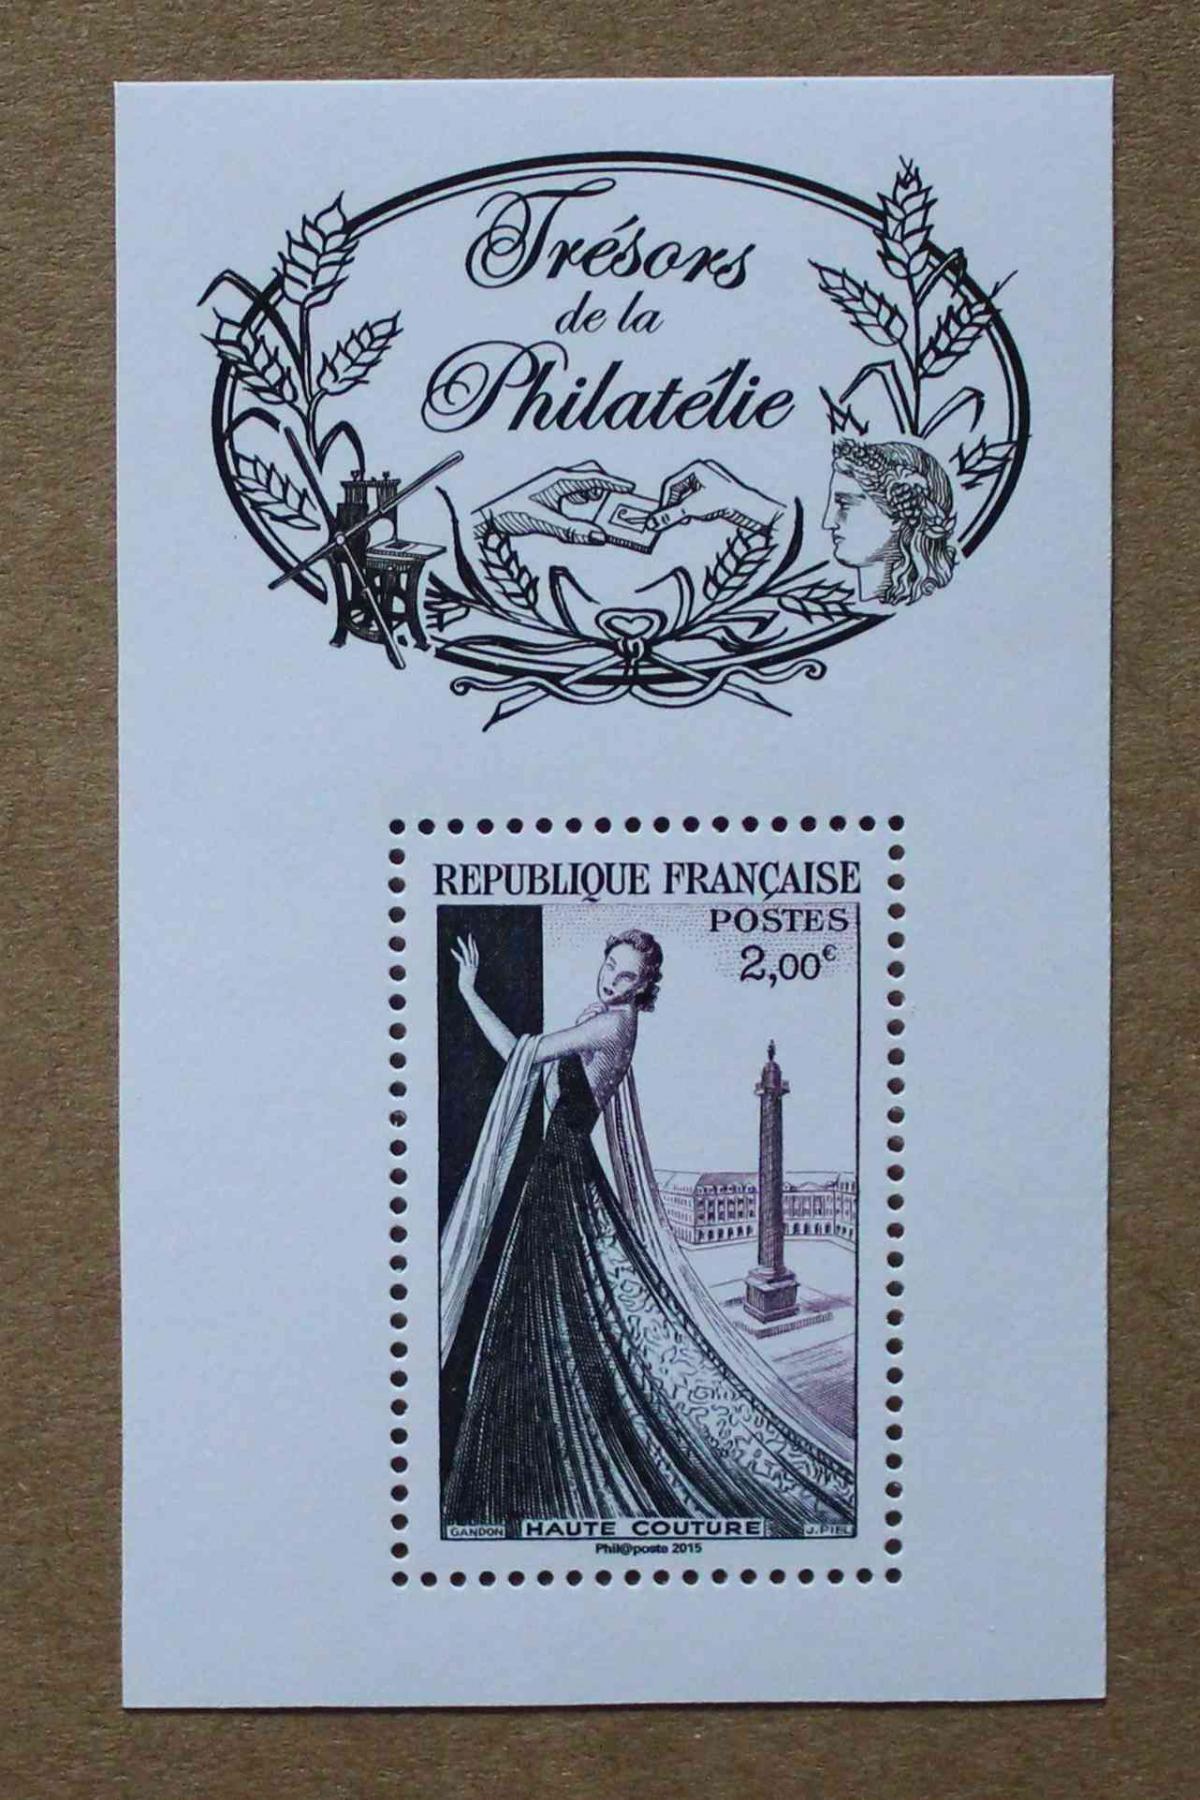 Trésors
de la
Philatélie
REPUBLIQUE FRANÇAISE
POSTES
2,00€
GANDON HAUTE COUTURE J. PIEL
Phil@poste 2015